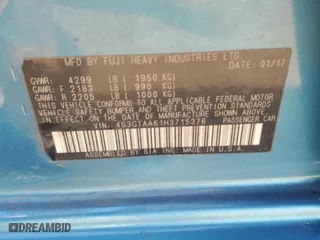 MFD BY FUJI HEAVY INDUSTRIES LTD.
GVWR: 4299 LB ( 1950 KG) DATE: 01/17
GAWR: F 2183 LB ( 990 KG)
GAWR: R 2205 LB ( 1000 KG)
THIS VEHICLE CONFORMS TO ALL APPLICABLE FEDERAL MOTOR
VEHICLE SAFETY, BUMPER AND THEFT PREVENTION STANDARDS
IN EFFECT ON THE DATE OF MANUFACTURE SHOWN ABOVE.
VIN: 4S3GTAA61H3715376 PASSENGER CAR
ASSEMBLED BY SIA INC. MADE IN U.S.A.